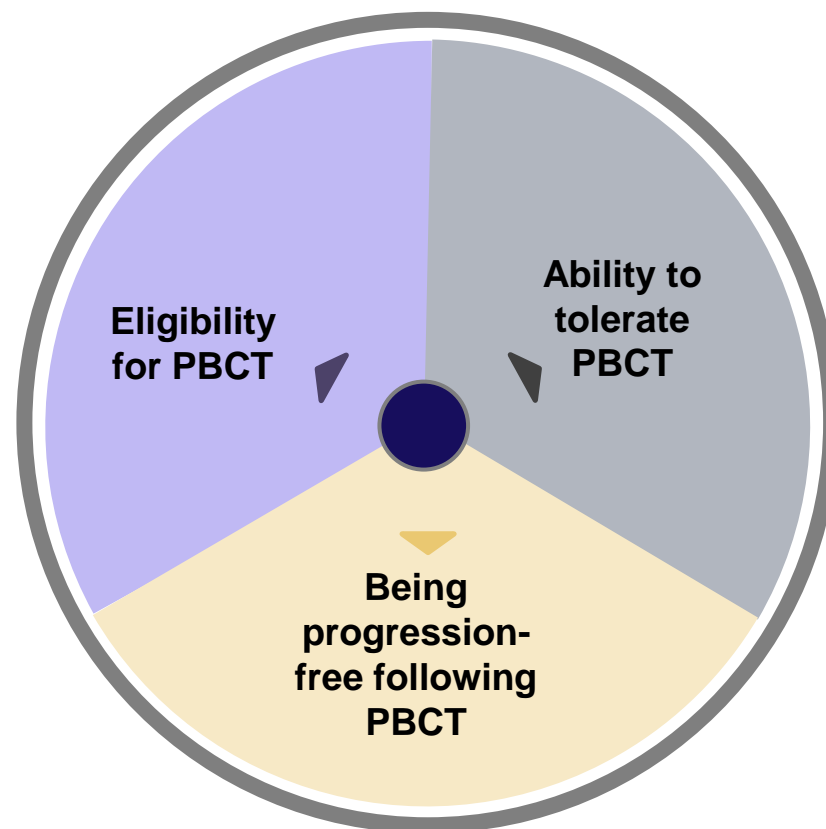 Eligibility
for PBCT
Ability to
tolerate
PBCT
Being
progression-
free following
PBCT